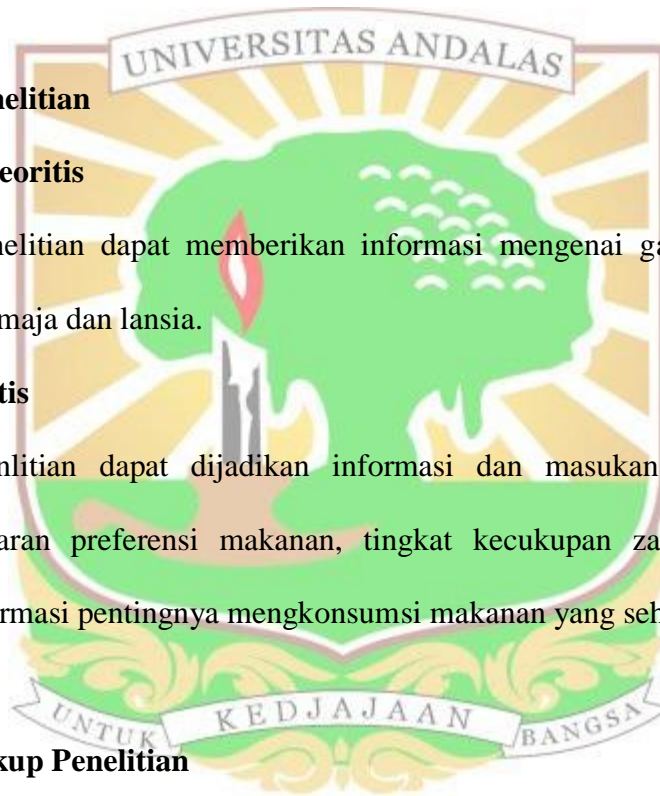 UNIVERSITAS ANDALAS
nelitian
eoritis
nelitian dapat memberikan informasi mengenai ga
maja dan lansia.
tis
nlitian dapat dijadikan informasi dan masukan
aran preferensi makanan, tingkat kecukupan za
rmasi pentingnya mengkonsumsi makanan yang seh
UNTUK KEDJAJAAN BANGSA
kup Penelitian